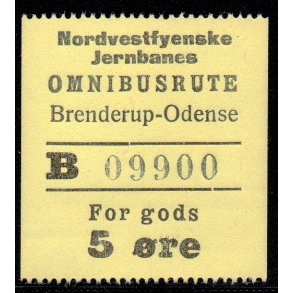 Nordvestfyenske
Jernbanes
OMNIBUSRUTE
Brenderup-Odense
B 09900
For gods
5 øre